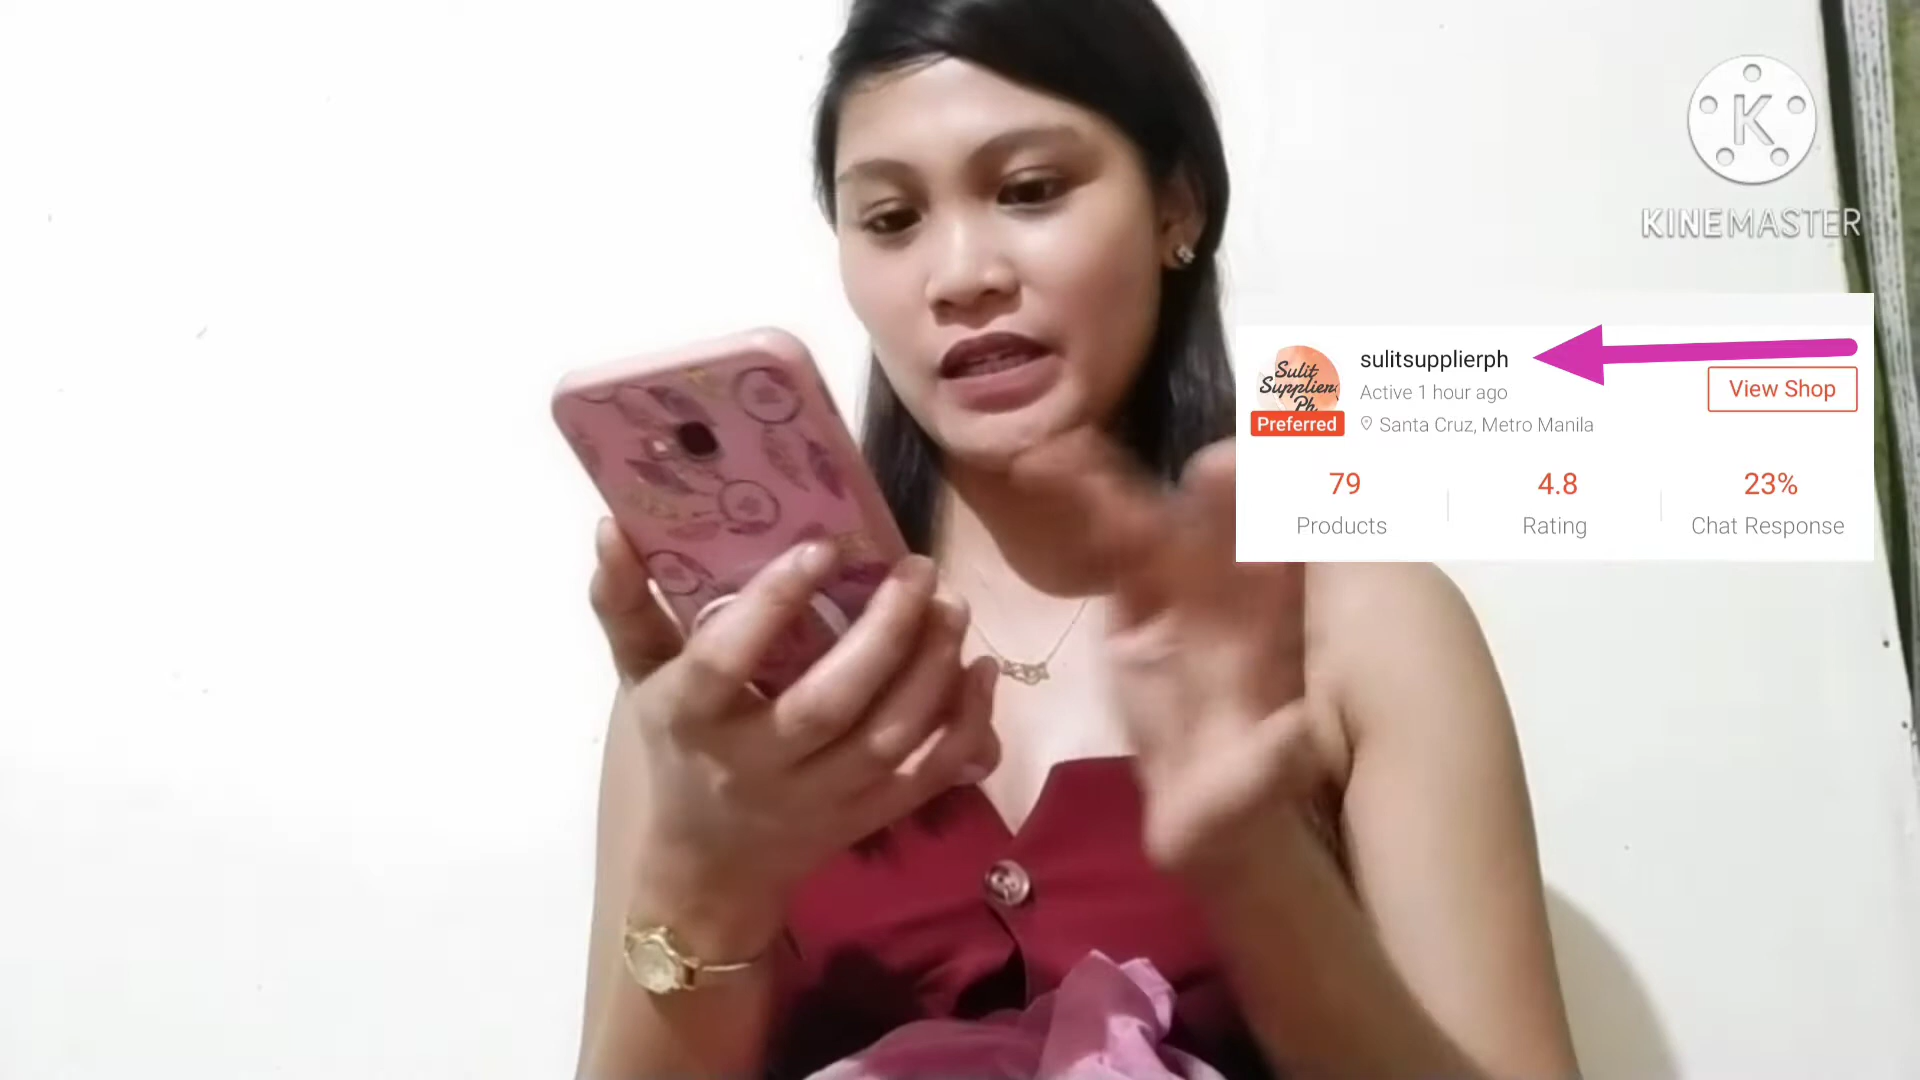 K
KINEMASTER
Sulit
Supplier
Ph
Preferred
sulitsupplierph
Active 1 hour ago
Santa Cruz, Metro Manila
View Shop
79
Products
4.8
Rating
23%
Chat Response